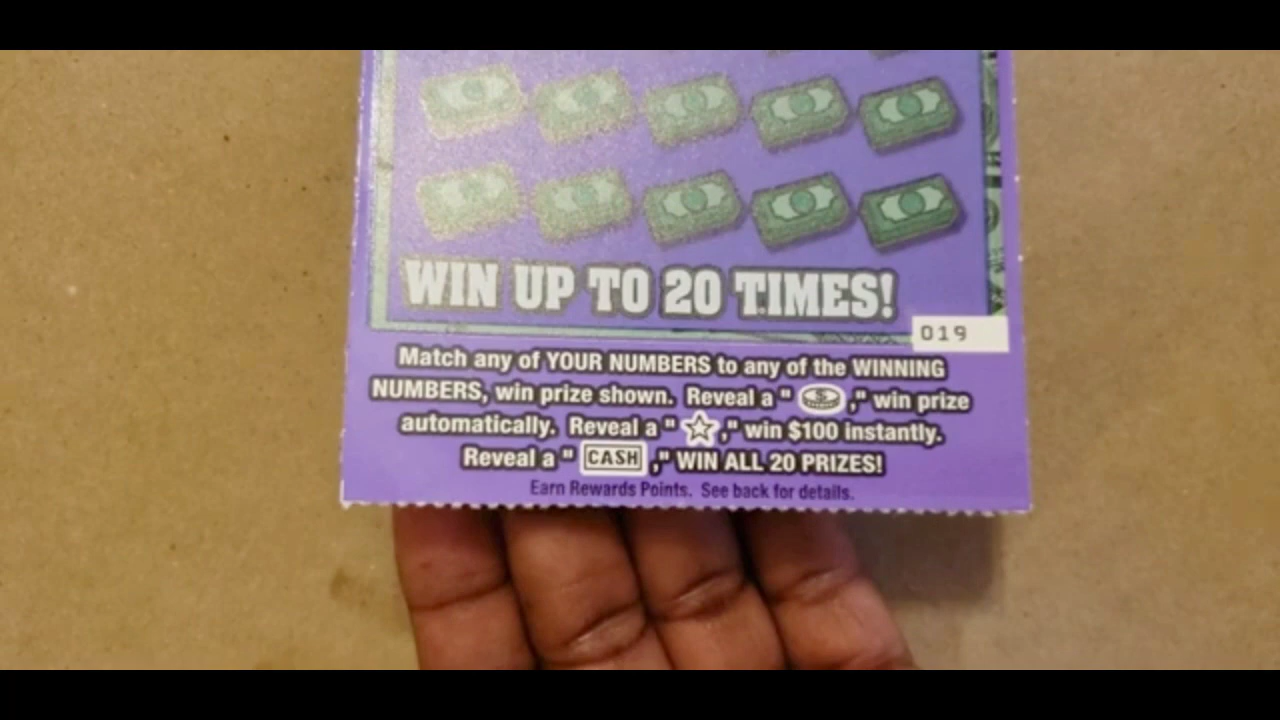 WIN UP TO 20 TIMES!
019
Match any of YOUR NUMBERS to any of the WINNING
NUMBERS, win prize shown. Reveal a " ," win prize
automatically. Reveal a " ," win $100 instantly.
Reveal a " CASH ," WIN ALL 20 PRIZES!
Earn Rewards Points. See back for details.